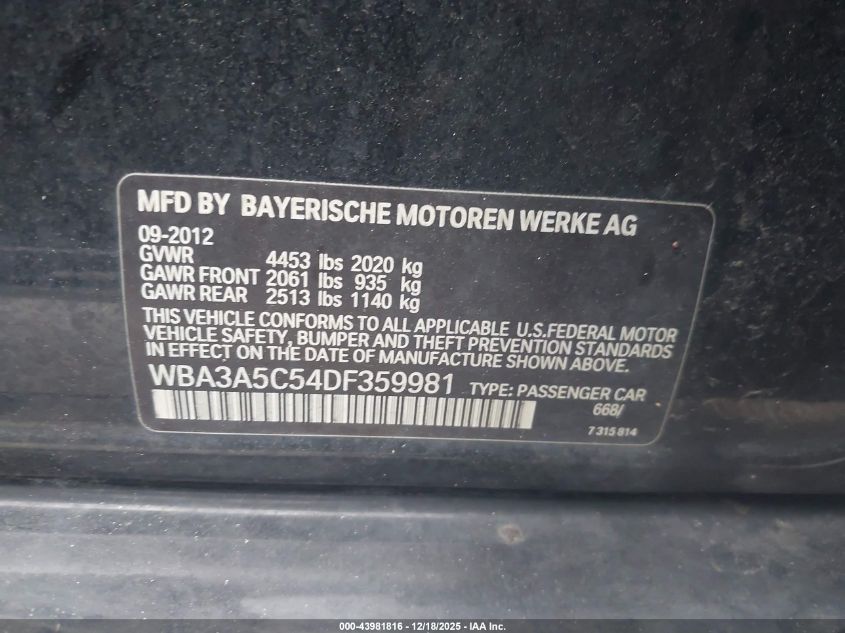 MFD BY BAYERISCHE MOTOREN WERKE AG
09-2012
GVWR 4453 lbs 2020 kg
GAWR FRONT 2061 lbs 935 kg
GAWR REAR 2513 lbs 1140 kg
THIS VEHICLE CONFORMS TO ALL APPLICABLE U.S.FEDERAL MOTOR
VEHICLE SAFETY, BUMPER AND THEFT PREVENTION STANDARDS
IN EFFECT ON THE DATE OF MANUFACTURE SHOWN ABOVE.
WBA3A5C54DF359981 TYPE: PASSENGER CAR
668/
7 315 814
000-43981816 - 12/18/2025 - IAA Inc.